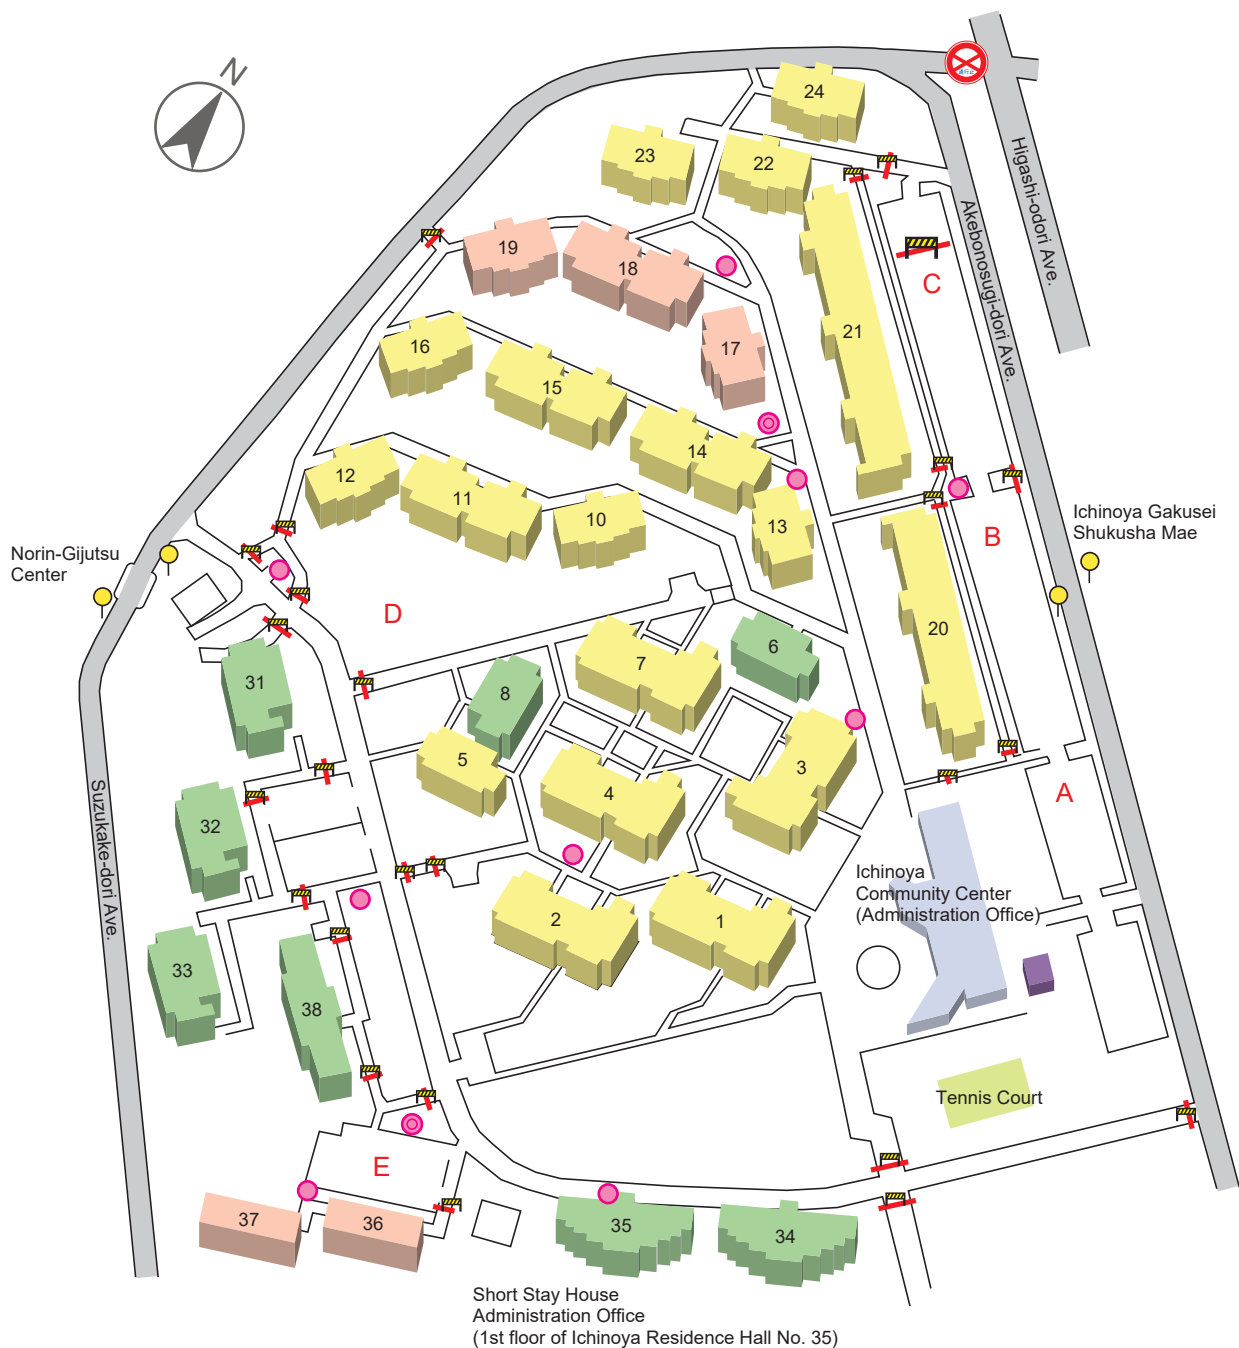 N
24
23
22
Higashi-odori Ave.
Akebonosugi-dori Ave.
19
18
C
17
21
16
15
14
12
11
10
13
B
Ichinoya Gakusei
Shukusha Mae
Norin-Gijutsu
Center
D
20
6
7
31
8
5
3
4
A
Suzukake-dori Ave.
32
Ichinoya
Community Center
(Administration Office)
2
1
33
38
Tennis Court
E
37
36
35
34
Short Stay House
Administration Office
(1st floor of Ichinoya Residence Hall No. 35)